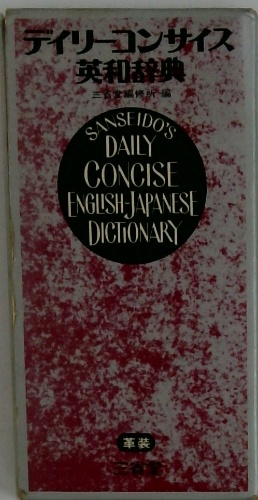 デイリーコンサイス
英和辞典
三省堂編修所 編
SANSEIDO'S
DAILY
CONCISE
ENGLISH-JAPANESE
DICTIONARY
革装
三省堂